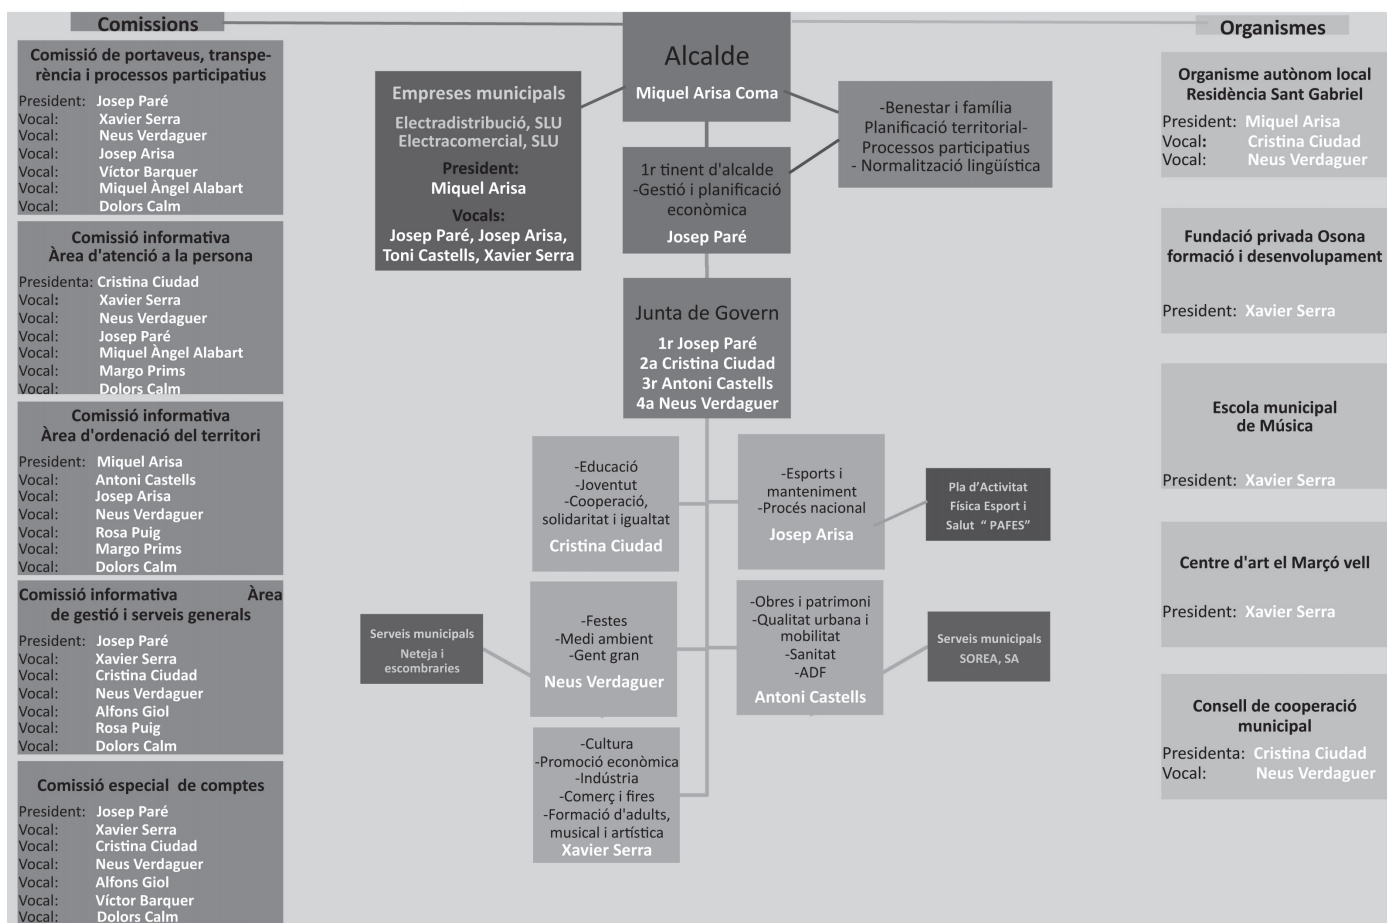 Comissions
Comissió de portaveus, transpe-
rència i processos participatius
President: Josep Paré
Vocal: Xavier Serra
Vocal: Neus Verdaguer
Vocal: Josep Arisa
Vocal: Víctor Barquer
Vocal: Miquel Àngel Alabart
Vocal: Dolors Calm
Comissió informativa
Àrea d'atenció a la persona
Presidenta: Cristina Ciudad
Vocal: Xavier Serra
Vocal: Neus Verdaguer
Vocal: Josep Paré
Vocal: Miquel Àngel Alabart
Vocal: Margo Prims
Vocal: Dolors Calm
Comissió informativa
Àrea d'ordenació del territori
President: Miquel Arisa
Vocal: Antoni Castells
Vocal: Josep Arisa
Vocal: Neus Verdaguer
Vocal: Rosa Puig
Vocal: Margo Prims
Vocal: Dolors Calm
Comissió informativa Àrea
de gestió i serveis generals
President: Josep Paré
Vocal: Xavier Serra
Vocal: Cristina Ciudad
Vocal: Neus Verdaguer
Vocal: Alfons Giol
Vocal: Rosa Puig
Vocal: Dolors Calm
Comissió especial de comptes
President: Josep Paré
Vocal: Xavier Serra
Vocal: Cristina Ciudad
Vocal: Neus Verdaguer
Vocal: Alfons Giol
Vocal: Víctor Barquer
Vocal: Dolors Calm
Alcalde
Miquel Arisa Coma
Empreses municipals
Electradistribució, SLU
Electracomercial, SLU
President:
Miquel Arisa
Vocals:
Josep Paré, Josep Arisa,
Toni Castells, Xavier Serra
-Benestar i família
Planificació territorial-
Processos participatius
- Normalització lingüística
1r tinent d'alcalde
-Gestió i planificació
econòmica
Josep Paré
Junta de Govern
1r Josep Paré
2a Cristina Ciudad
3r Antoni Castells
4a Neus Verdaguer
-Educació
-Joventut
-Cooperació,
solidaritat i igualtat
Cristina Ciudad
-Esports i
manteniment
-Procés nacional
Josep Arisa
Pla d'Activitat
Física Esport i
Salut “ PAFES”
Serveis municipals
Neteja i
escombraries
-Festes
-Medi ambient
-Gent gran
Neus Verdaguer
-Obres i patrimoni
-Qualitat urbana i
mobilitat
-Sanitat
-ADF
Antoni Castells
Serveis municipals
SOREA, SA
-Cultura
-Promoció econòmica
-Indústria
-Comerç i fires
-Formació d'adults,
musical i artística
Xavier Serra
Organismes
Organisme autònom local
Residència Sant Gabriel
President: Miquel Arisa
Vocal: Cristina Ciudad
Vocal: Neus Verdaguer
Fundació privada Osona
formació i desenvolupament
President: Xavier Serra
Escola municipal
de Música
President: Xavier Serra
Centre d'art el Marçó vell
President: Xavier Serra
Consell de cooperació
municipal
Presidenta: Cristina Ciudad
Vocal: Neus Verdaguer